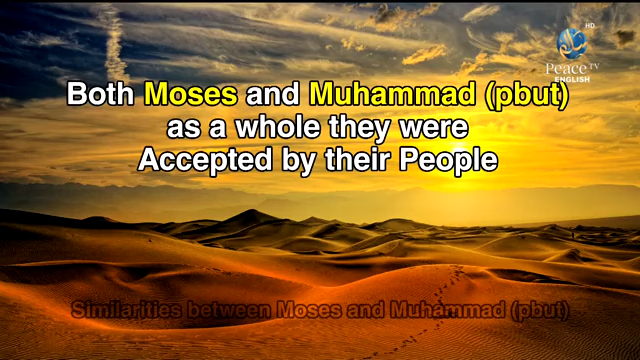 HD
Peace TV
ENGLISH
Both Moses and Muhammad (pbut)
as a whole they were
Accepted by their People
Similarities between Moses and Muhammad (pbut)